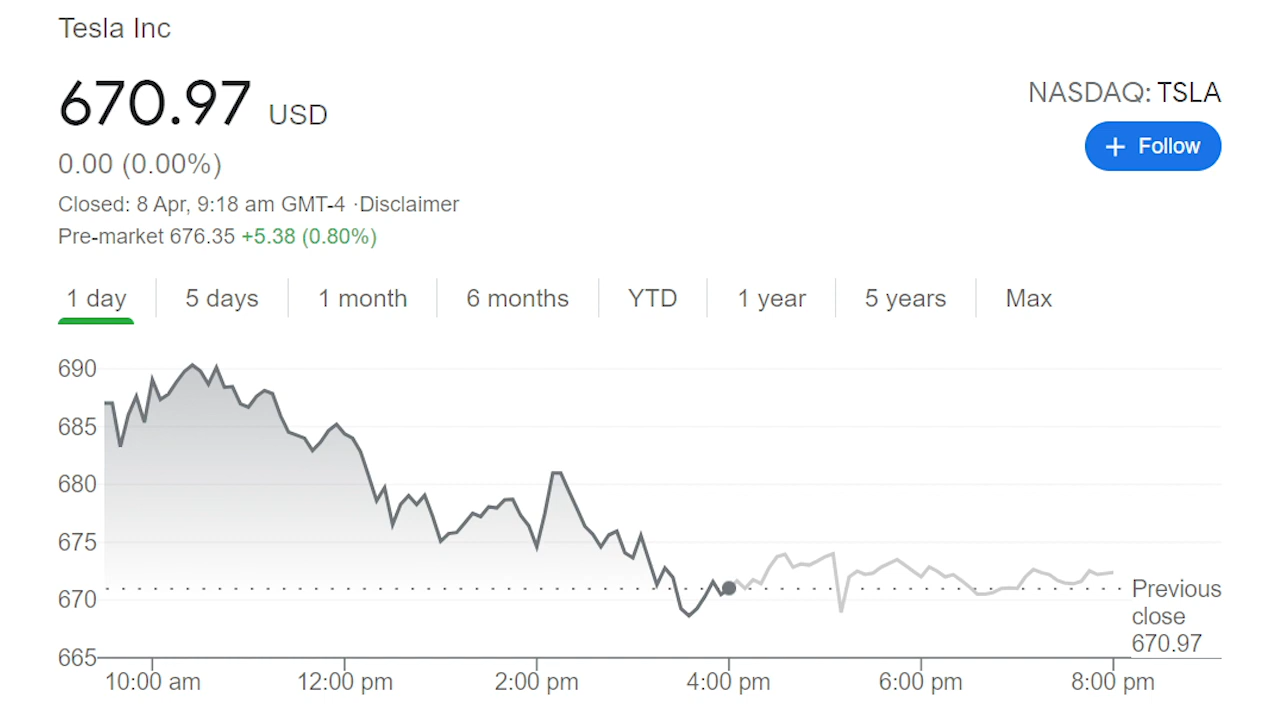 Tesla Inc
670.97 USD
NASDAQ: TSLA
+ Follow
0.00 (0.00%)
Closed: 8 Apr, 9:18 am GMT-4 ·Disclaimer
Pre-market 676.35 +5.38 (0.80%)
1 day 5 days 1 month 6 months YTD 1 year 5 years Max
690
685
680
675
670
665
Previous
close
670.97
10:00 am 12:00 pm 2:00 pm 4:00 pm 6:00 pm 8:00 pm